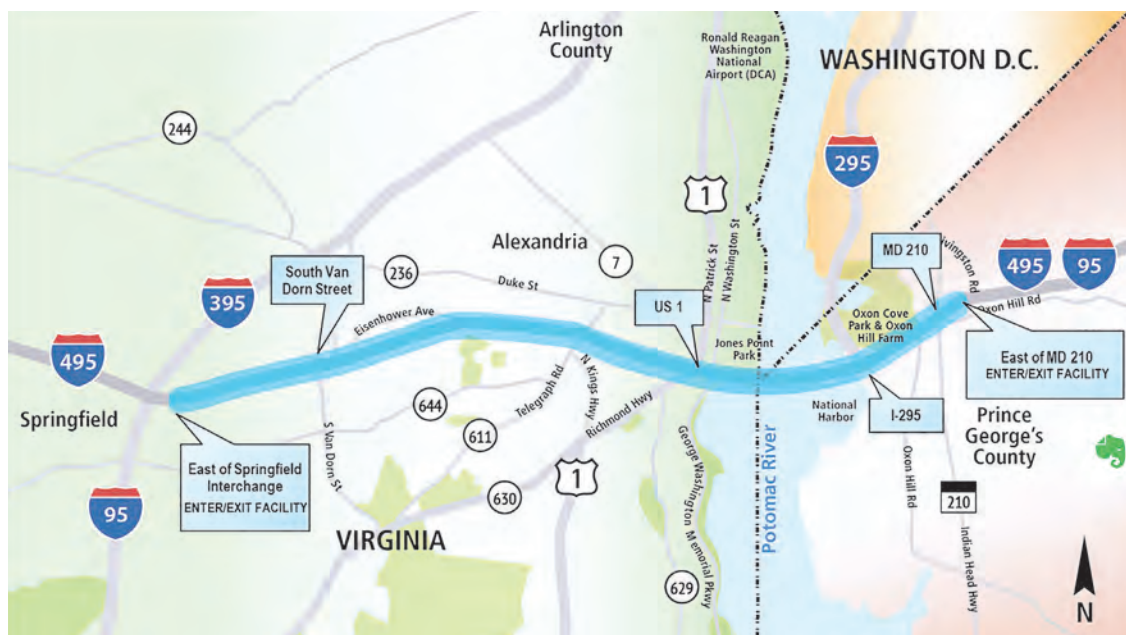 Arlington
County
Ronald Reagan
Washington
National
Airport (DCA)
WASHINGTON D.C.
244
295
1
Alexandria
7
N Patrick St
N Washington St
MD 210
Livingston Rd
495
95
South Van
Dorn Street
236
Duke St
395
US 1
Oxon Hill Rd
Eisenhower Ave
Oxon Cove
Park & Oxon
Hill Farm
Jones Point
Park
495
East of MD 210
ENTER/EXIT FACILITY
Springfield
644
Telegraph Rd
N Kings Hwy
Richmond Hwy
National
Harbor
I-295
Prince
George's
County
611
S Van Dorn St
East of Springfield
Interchange
ENTER/EXIT FACILITY
George Washington Memorial Pkwy
Potomac River
Oxon Hill Rd
1
630
210
95
VIRGINIA
Indian Head Hwy
629
N